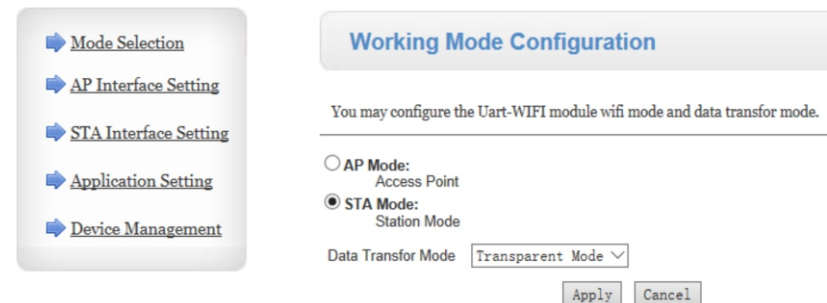 Mode Selection
AP Interface Setting
STA Interface Setting
Application Setting
Device Management
Working Mode Configuration
You may configure the Uart-WIFI module wifi mode and data transfor mode.
AP Mode:
Access Point
STA Mode:
Station Mode
Data Transfor Mode Transparent Mode
Apply Cancel